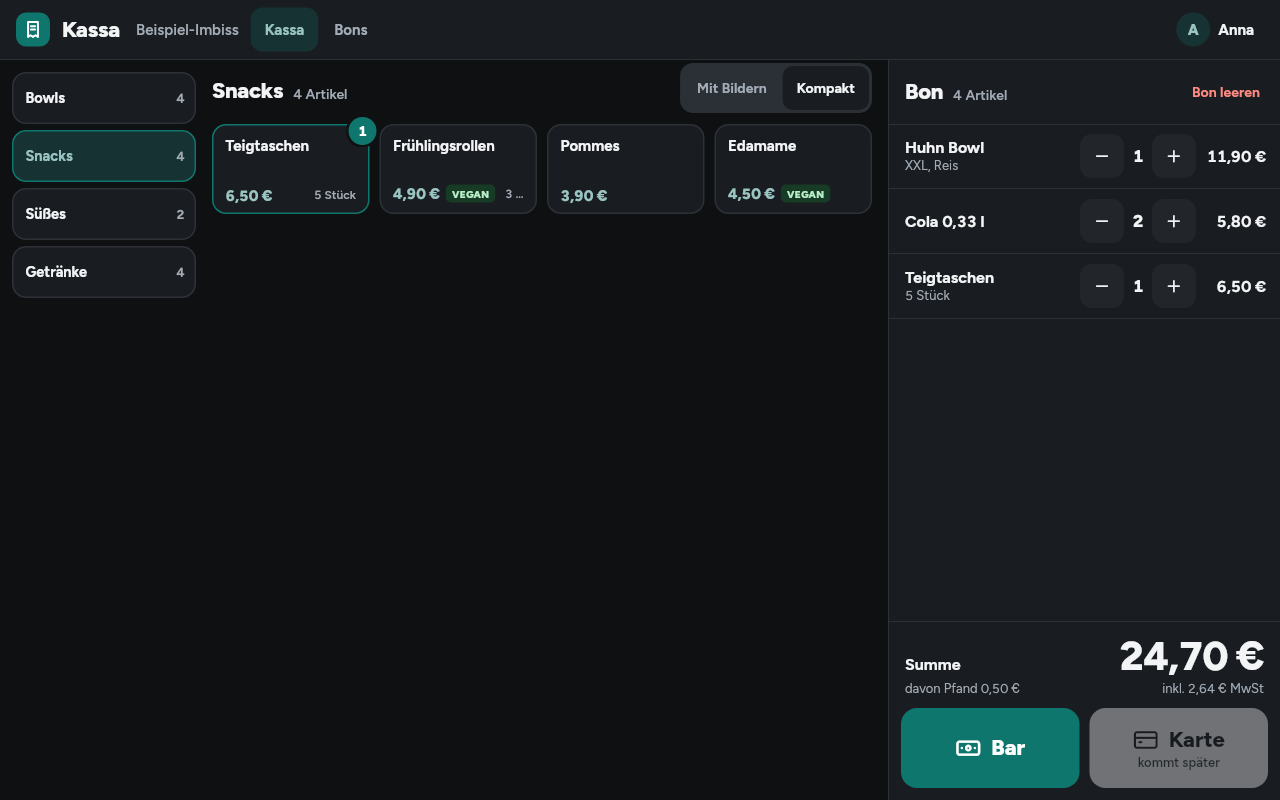 Kassa Beispiel-Imbiss Kassa Bons A Anna
Bowls 4
Snacks 4
Süßes 2
Getränke 4
Snacks 4 Artikel
Mit Bildern Kompakt
Teigtaschen 1
6,50 € 5 Stück
Frühlingsrollen
4,90 € VEGAN 3 ...
Pommes
3,90 €
Edamame
4,50 € VEGAN
Bon 4 Artikel Bon leeren
Huhn Bowl
XXL, Reis
− 1 + 11,90 €
Cola 0,33 l − 2 + 5,80 €
Teigtaschen
5 Stück
− 1 + 6,50 €
Summe 24,70 €
davon Pfand 0,50 € inkl. 2,64 € MwSt
Bar
Karte
kommt später